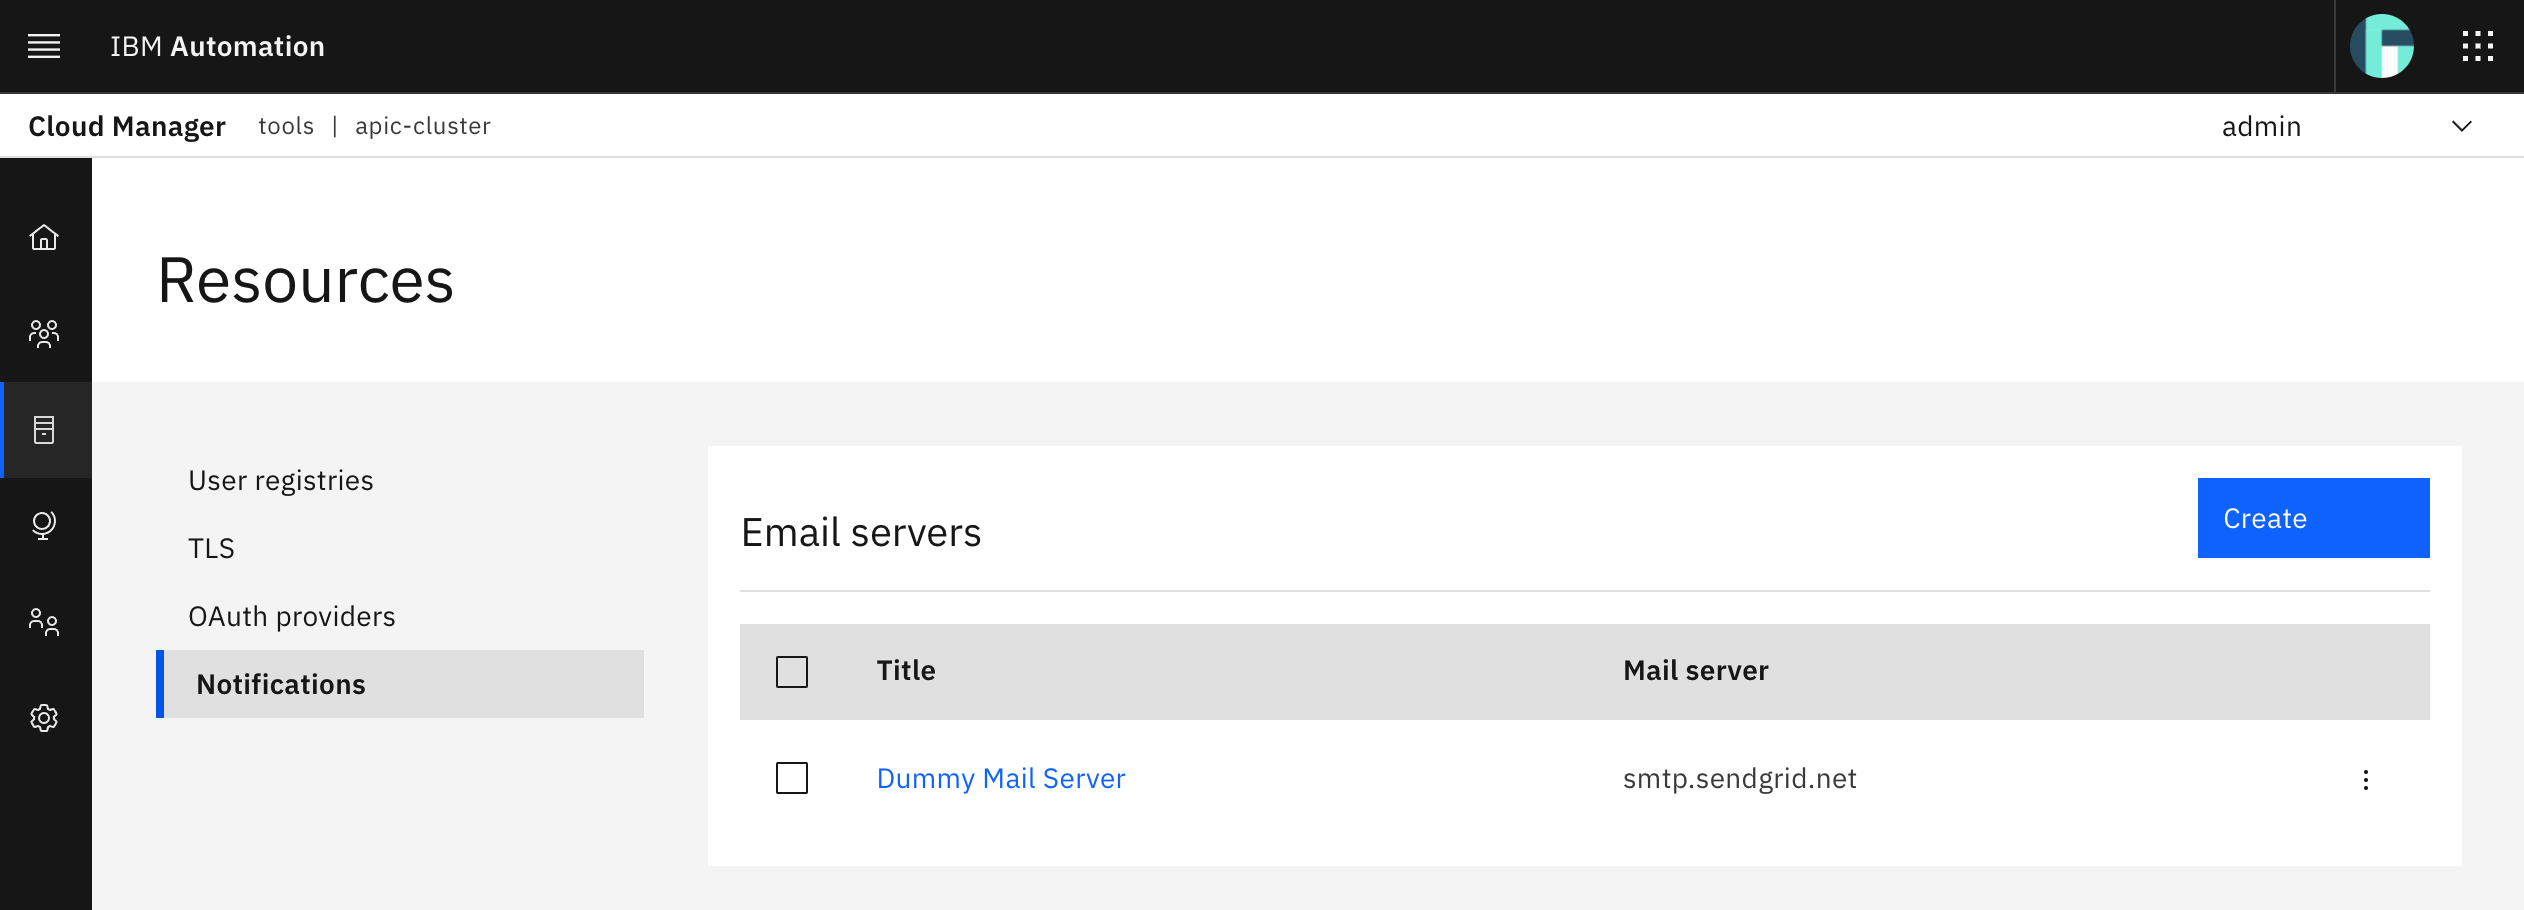 IBM Automation
Cloud Manager tools | apic-cluster admin
Resources
User registries
TLS
OAuth providers
Notifications
Email servers
Create
Title Mail server
Dummy Mail Server smtp.sendgrid.net